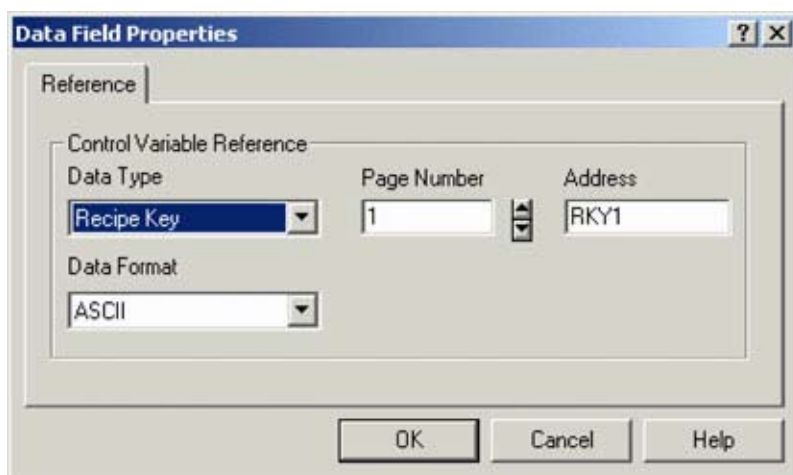 Data Field Properties
Reference
Control Variable Reference
Data Type Page Number Address
Recipe Key 1 RKY1
Data Format
ASCII
OK Cancel Help